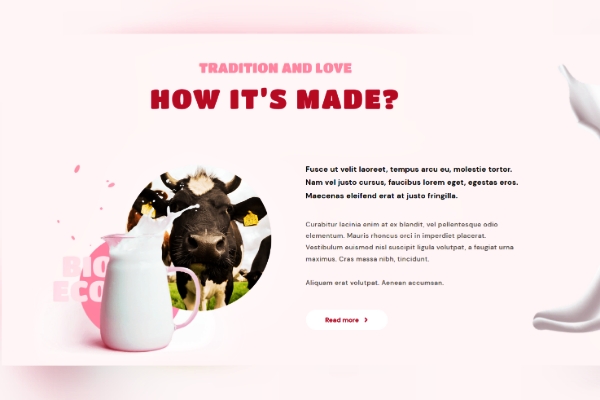 TRADITION AND LOVE
HOW IT'S MADE?
BIO
ECO
Fusce ut velit laoreet, tempus arcu eu, molestie tortor.
Nam vel justo cursus, faucibus lorem eget, egestas eros.
Maecenas eleifend erat at justo fringilla.
Curabitur lacinia enim at ex blandit, vel pellentesque odio
elementum. Mauris rhoncus orci in imperdiet placerat.
Vestibulum euismod nisl suscipit ligula volutpat, a feugiat urna
maximus. Cras massa nibh, tincidunt.
Aliquam erat volutpat. Aenean accumsan.
Read more